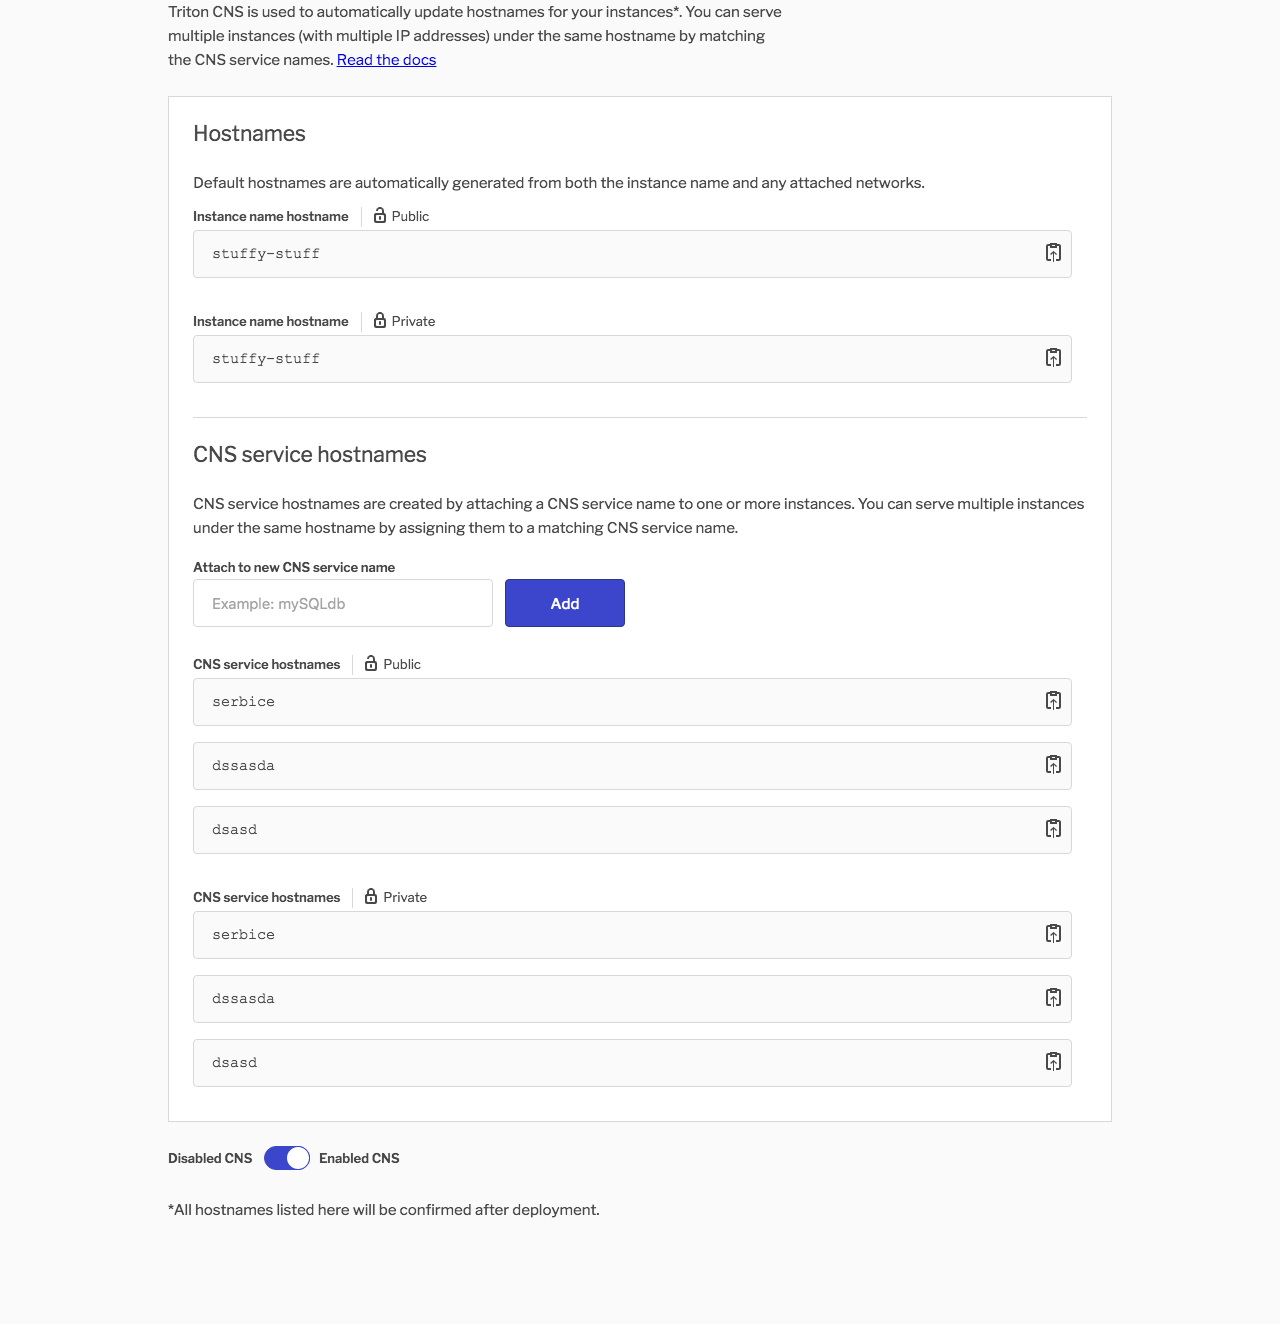 Triton CNS is used to automatically update hostnames for your instances*. You can serve
multiple instances (with multiple IP addresses) under the same hostname by matching
the CNS service names. Read the docs
Hostnames
Default hostnames are automatically generated from both the instance name and any attached networks.
Instance name hostname Public
stuffy-stuff
Instance name hostname Private
stuffy-stuff
CNS service hostnames
CNS service hostnames are created by attaching a CNS service name to one or more instances. You can serve multiple instances
under the same hostname by assigning them to a matching CNS service name.
Attach to new CNS service name
Example: mySQLdb Add
CNS service hostnames Public
serbice
dssasda
dsasd
CNS service hostnames Private
serbice
dssasda
dsasd
Disabled CNS Enabled CNS
*All hostnames listed here will be confirmed after deployment.